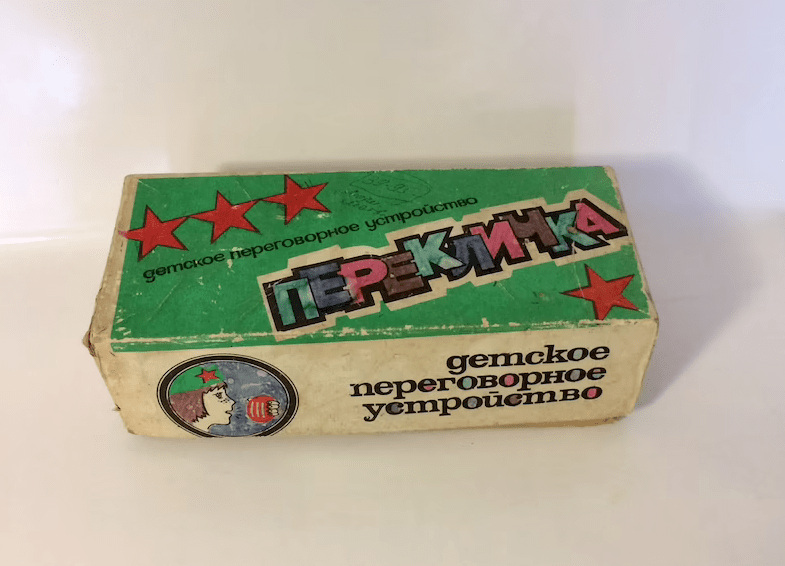 детское переговорное устройство
ПЕРЕКЛИЧКА
детское
переговорное
устройство